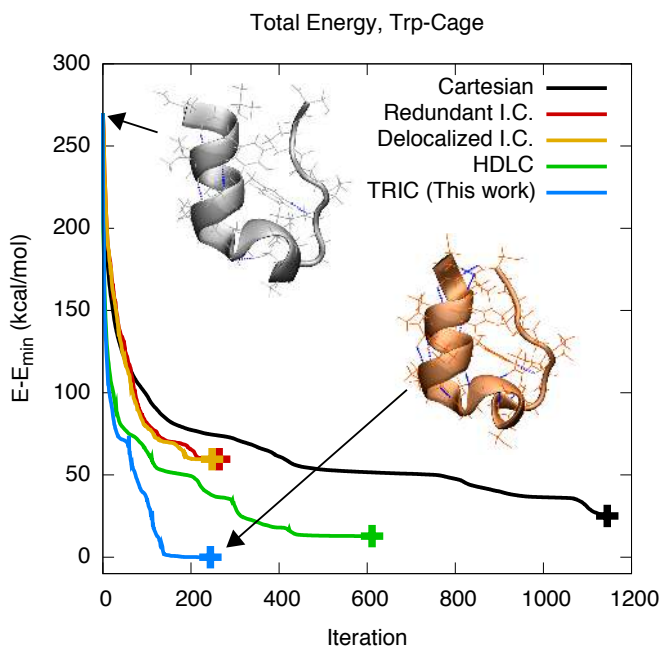 Total Energy, Trp-Cage
E-E_min (kcal/mol)
300
250
200
150
100
50
0
Cartesian
Redundant I.C.
Delocalized I.C.
HDLC
TRIC (This work)
0 200 400 600 800 1000 1200
Iteration